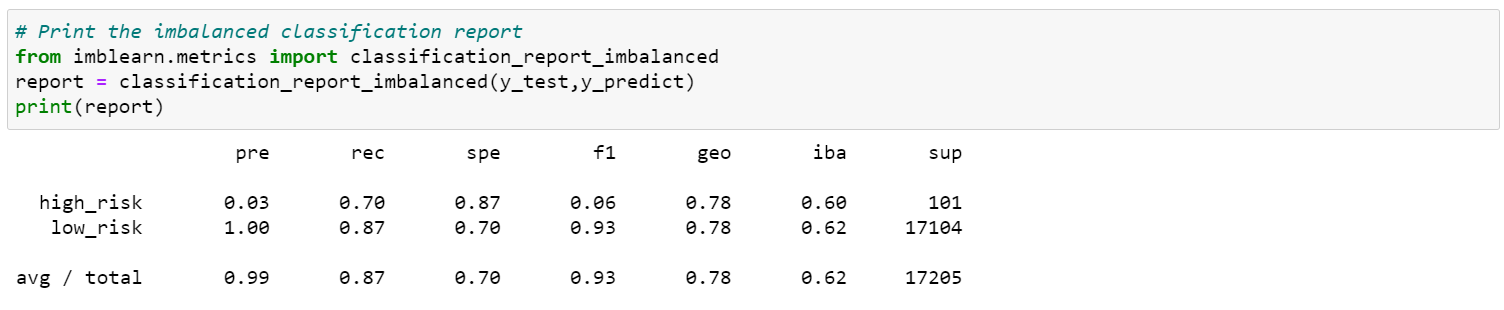 # Print the imbalanced classification report
from imblearn.metrics import classification_report_imbalanced
report = classification_report_imbalanced(y_test,y_predict)
print(report)
pre rec spe f1 geo iba sup
high_risk 0.03 0.70 0.87 0.06 0.78 0.60 101
low_risk 1.00 0.87 0.70 0.93 0.78 0.62 17104
avg / total 0.99 0.87 0.70 0.93 0.78 0.62 17205